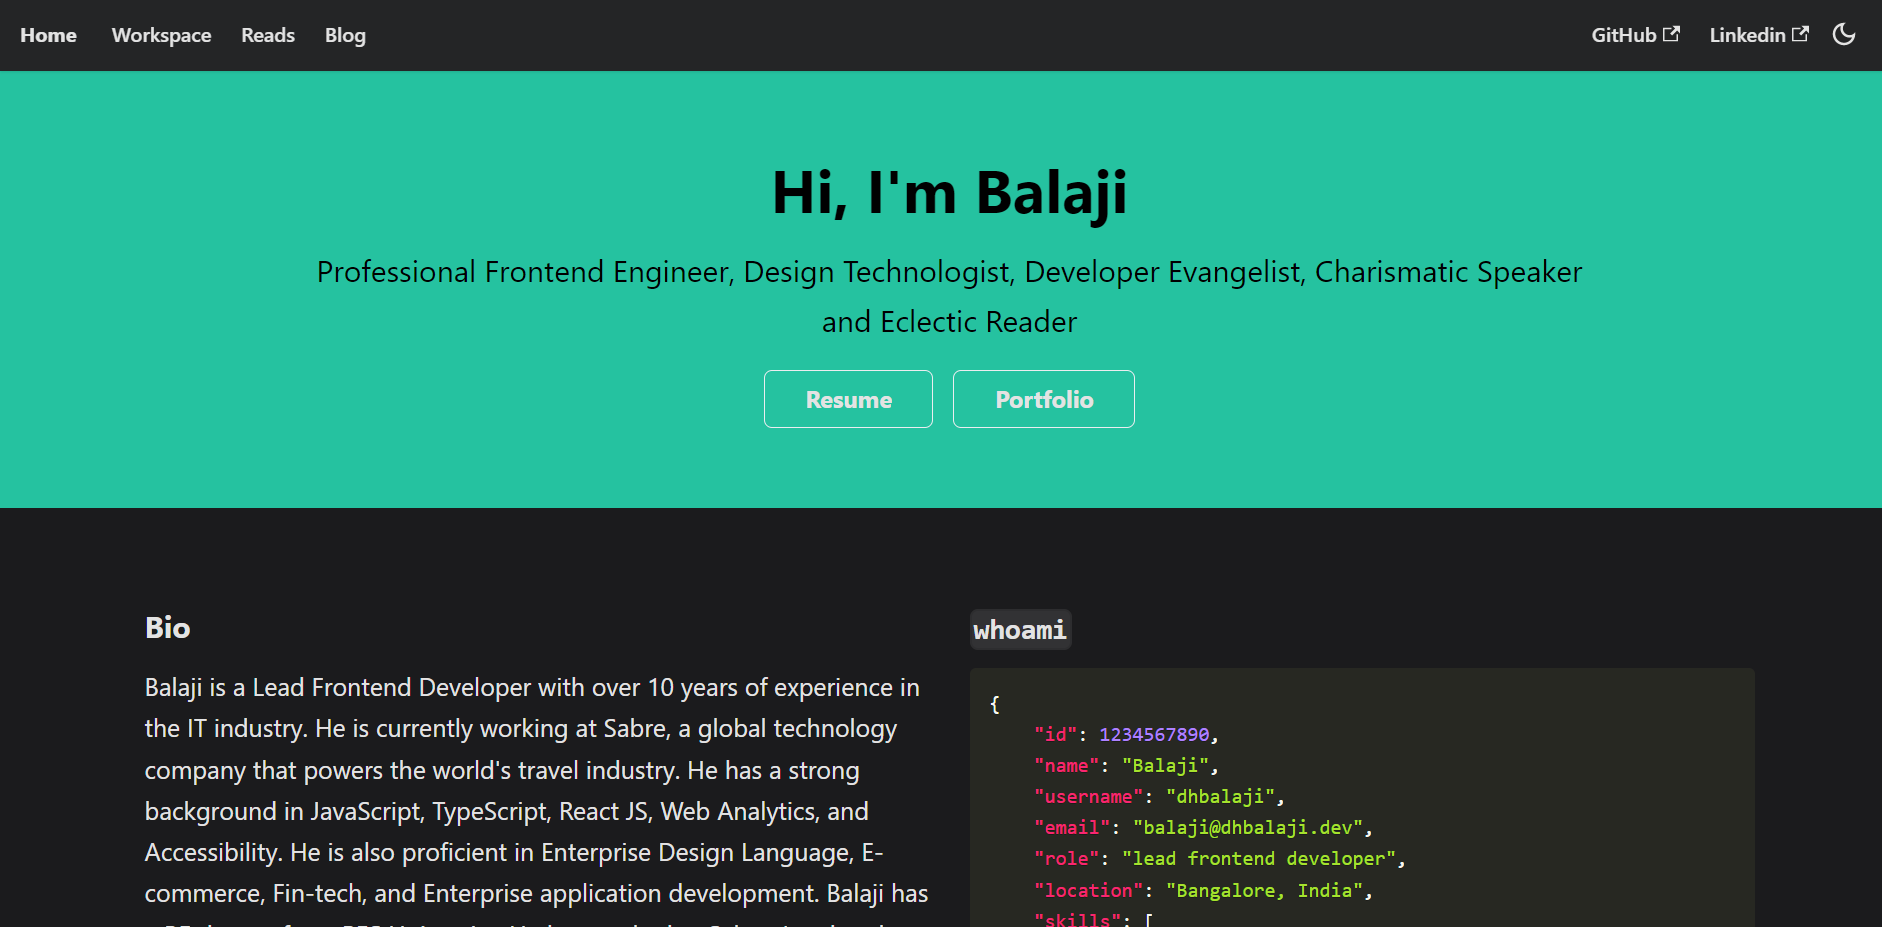 Home Workspace Reads Blog GitHub Linkedin
Hi, I'm Balaji
Professional Frontend Engineer, Design Technologist, Developer Evangelist, Charismatic Speaker
and Eclectic Reader
Resume Portfolio
Bio
Balaji is a Lead Frontend Developer with over 10 years of experience in
the IT industry. He is currently working at Sabre, a global technology
company that powers the world's travel industry. He has a strong
background in JavaScript, TypeScript, React JS, Web Analytics, and
Accessibility. He is also proficient in Enterprise Design Language, E-
commerce, Fin-tech, and Enterprise application development. Balaji has
whoami
{
"id": 1234567890,
"name": "Balaji",
"username": "dhbalaji",
"email": "balaji@dhbalaji.dev",
"role": "lead frontend developer",
"location": "Bangalore, India",
"skills": [